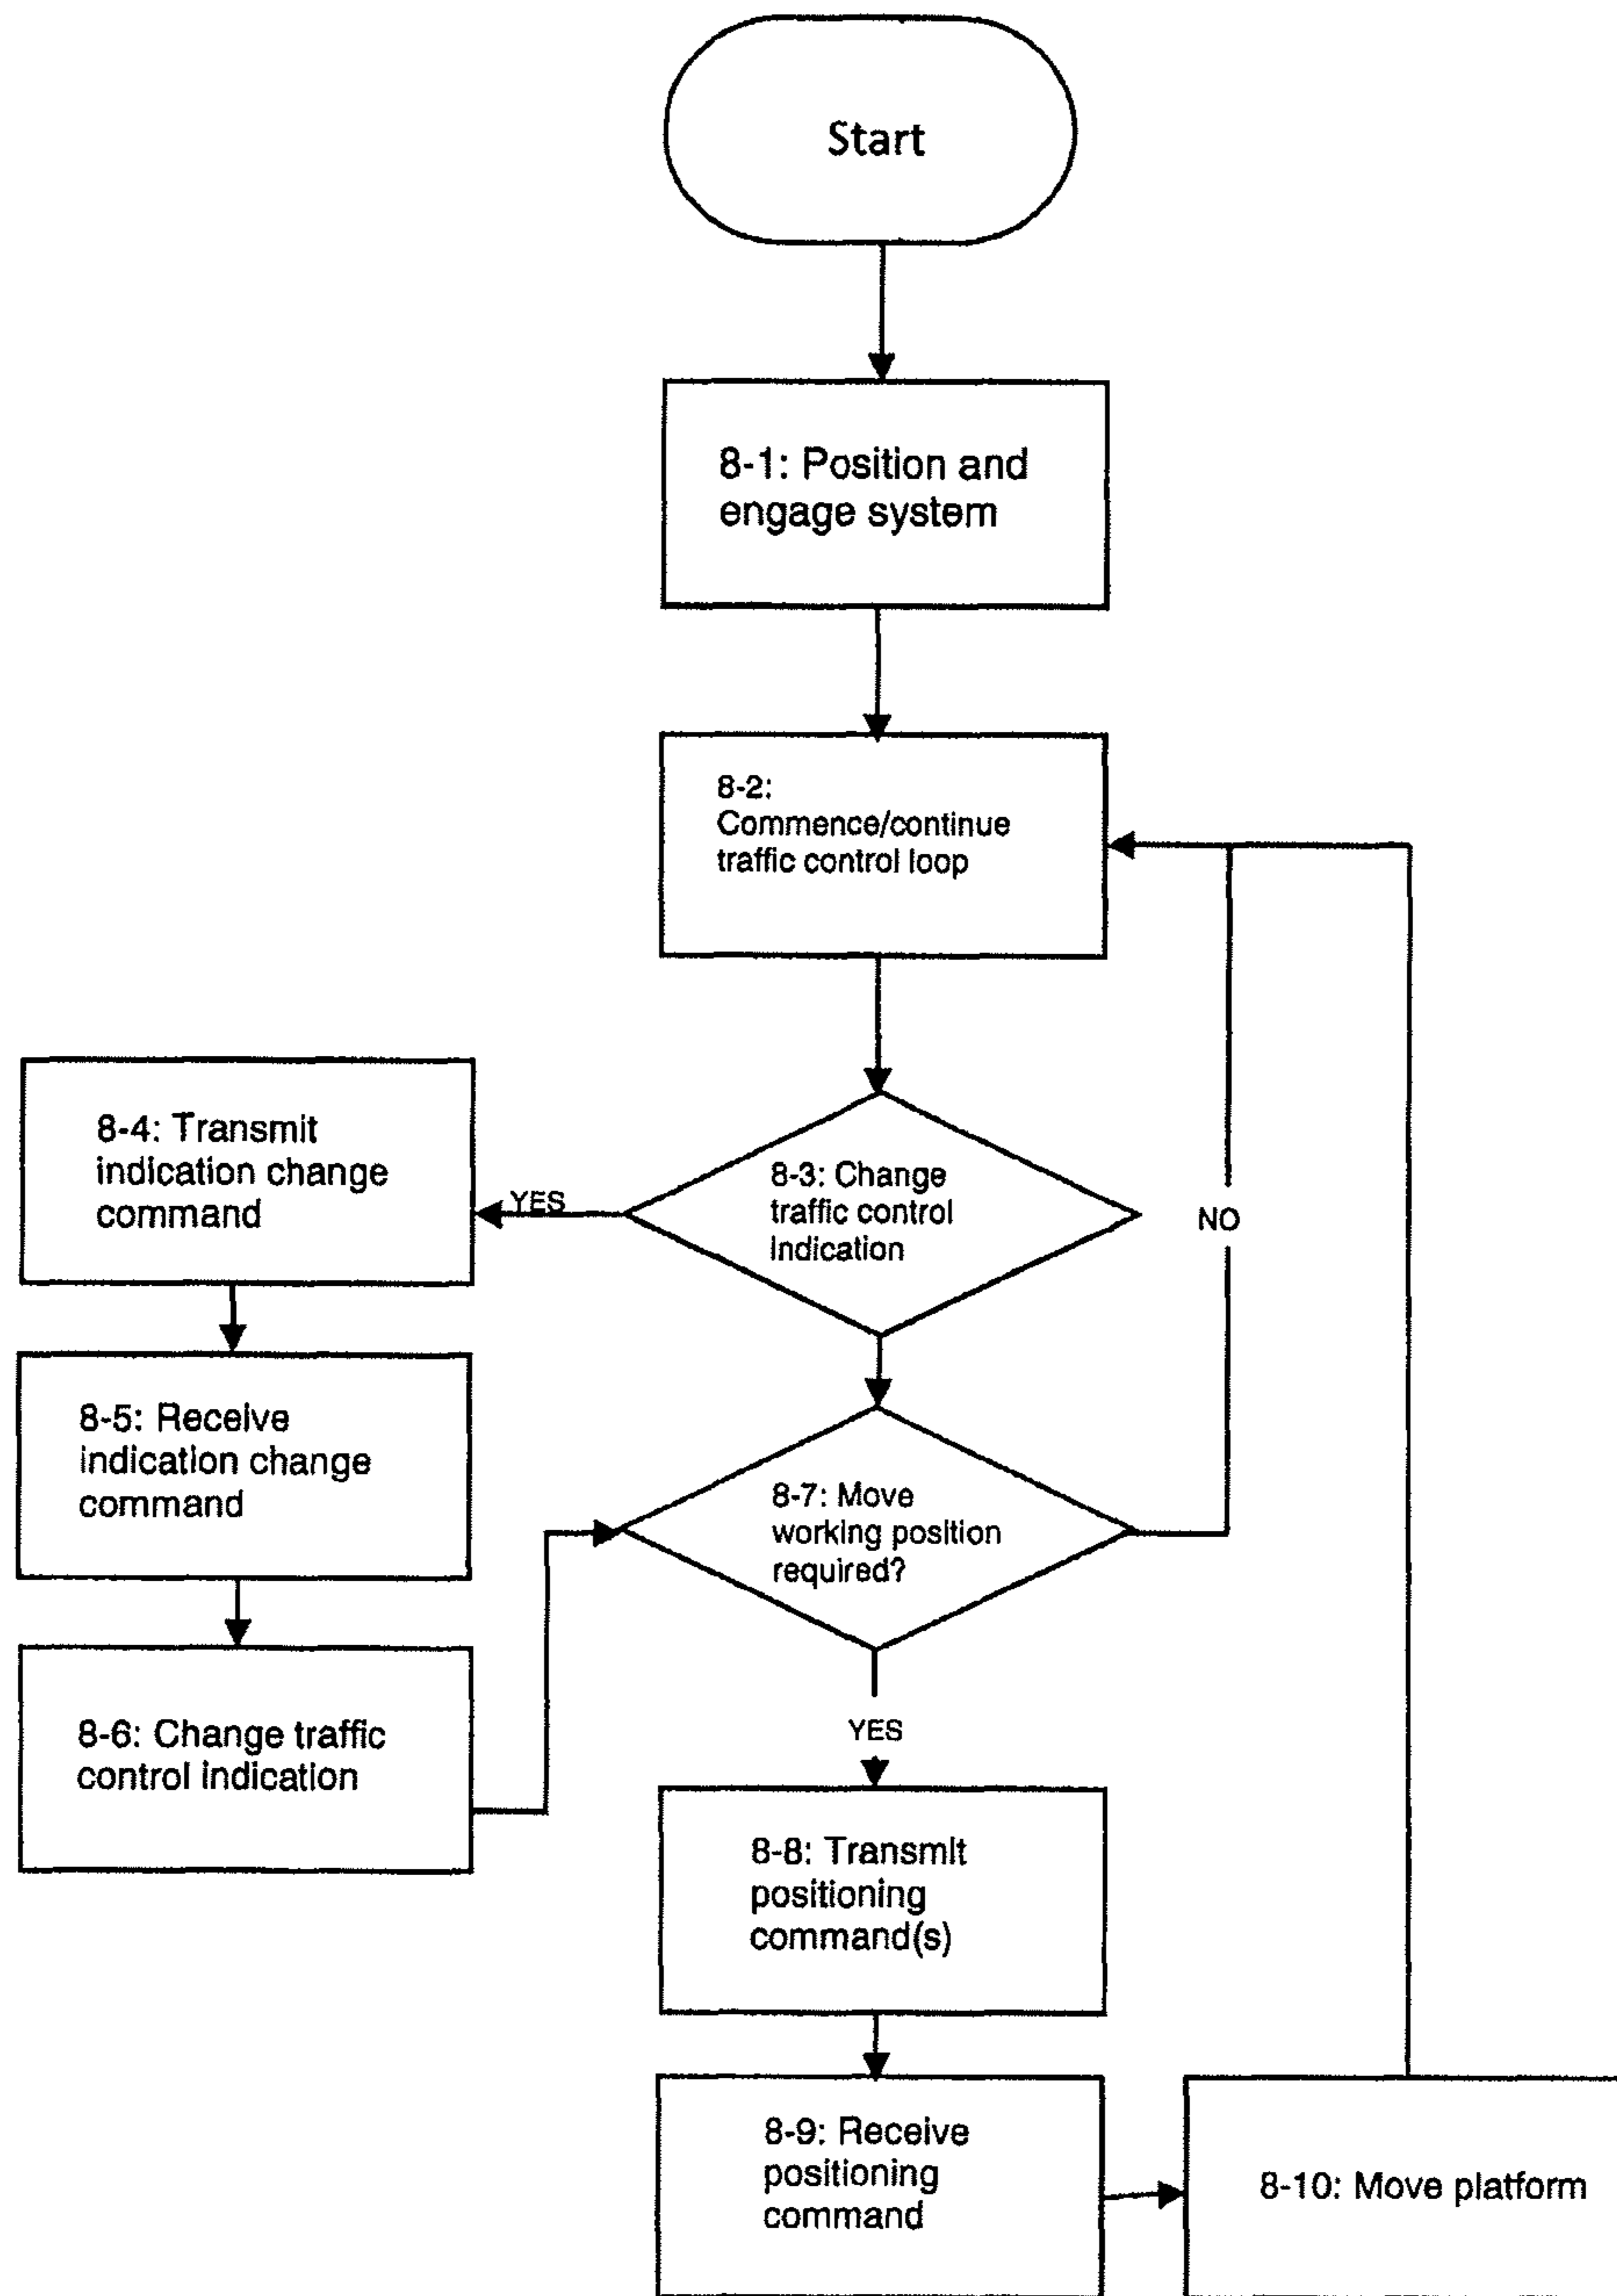 Start
8-1: Position and
engage system
8-2:
Commence/continue
traffic control loop
8-3: Change
traffic control
Indication
YES
NO
8-4: Transmit
indication change
command
8-5: Receive
indication change
command
8-6: Change traffic
control indication
8-7: Move
working position
required?
YES
8-8: Transmit
positioning
command(s)
8-9: Receive
positioning
command
8-10: Move platform